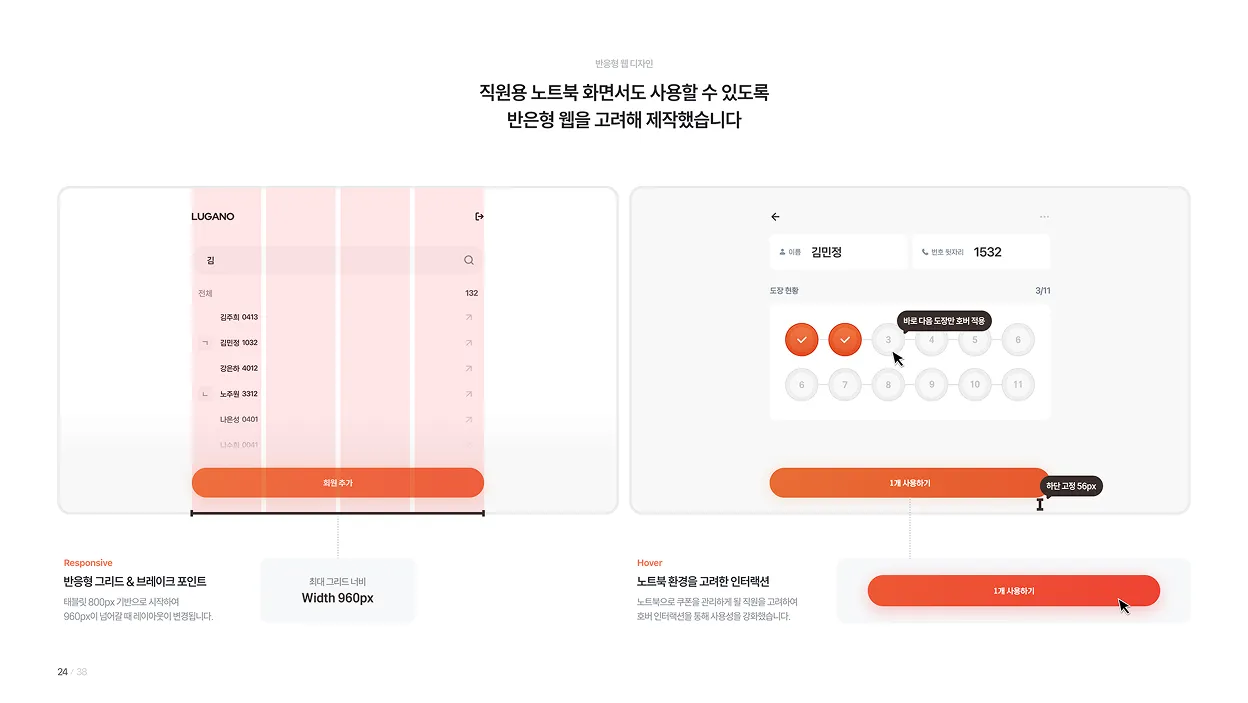 반응형 웹 디자인
직원용 노트북 화면서도 사용할 수 있도록
반은형 웹을 고려해 제작했습니다
LUGANO
김
전체
132
김주희 0413
ㄱ
김민정 1032
강은하 4012
ㄴ
노주원 3312
나은성 0401
나수희 0041
회원 추가
이름
김민정
번호 뒷자리
1532
도장 현황
3/11
바로 다음 도장만 호버 적용
3
4
5
6
6
7
8
9
10
11
1개 사용하기
하단 고정 56px
Responsive
반응형 그리드 & 브레이크 포인트
태블릿 800px 기반으로 시작하여
960px이 넘어갈 때 레이아웃이 변경됩니다.
최대 그리드 너비
Width 960px
Hover
노트북 환경을 고려한 인터랙션
노트북으로 쿠폰을 관리하게 될 직원을 고려하여
호버 인터랙션을 통해 사용성을 강화했습니다.
1개 사용하기
24 / 38